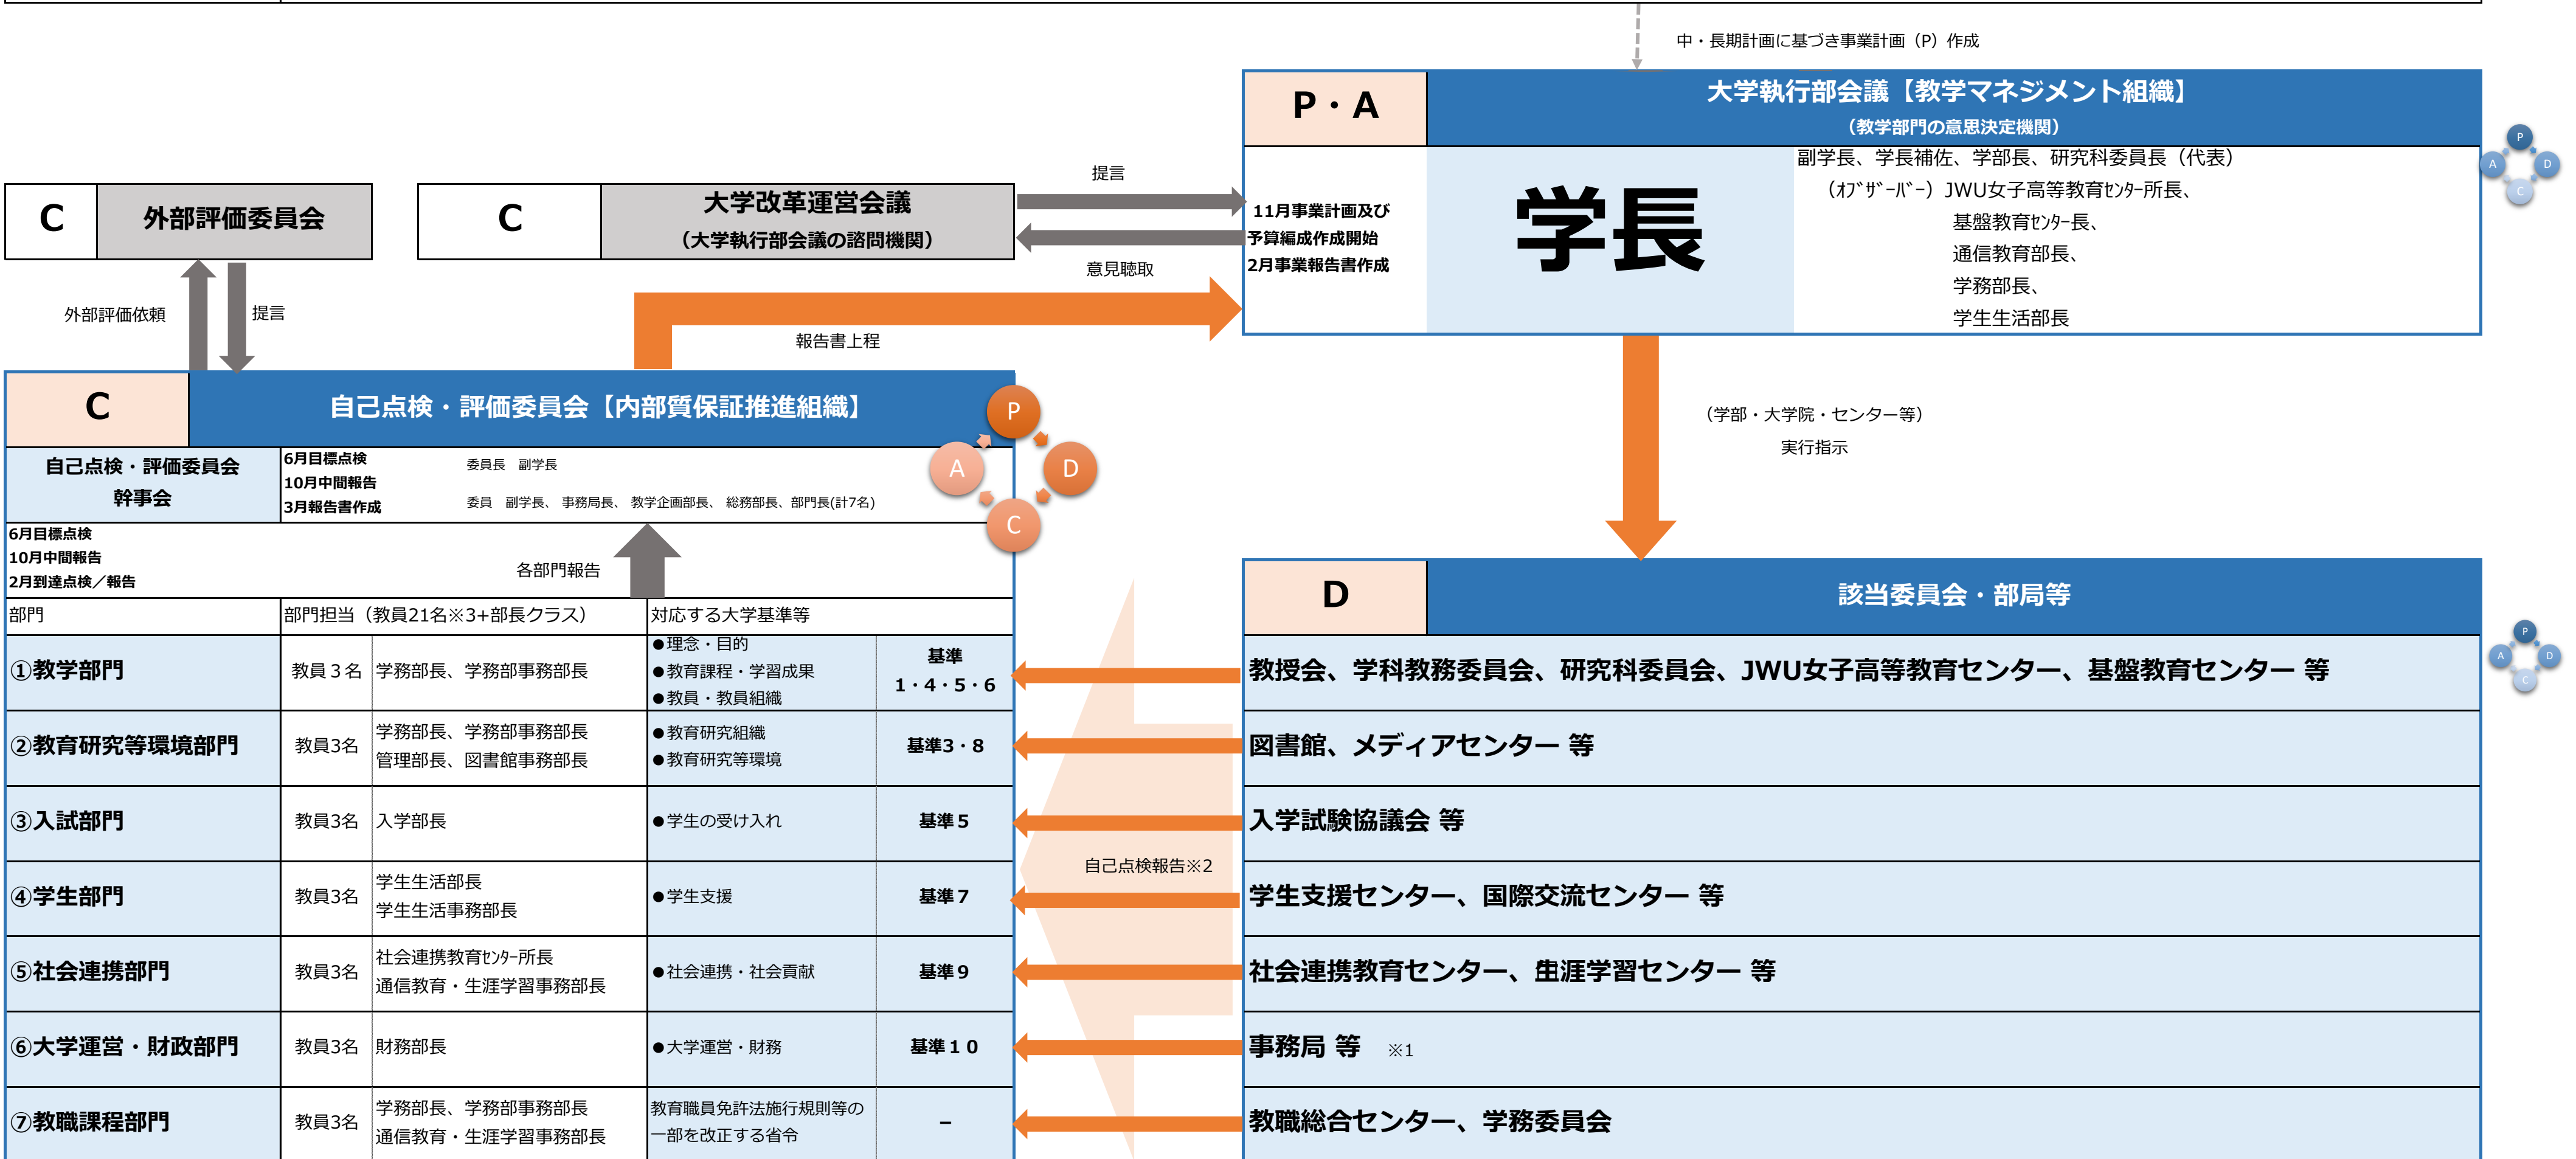 中・長期計画に基づき事業計画（P）作成
P・A
大学執行部会議【教学マネジメント組織】
（教学部門の意思決定機関）
11月事業計画及び
予算編成作成開始
2月事業報告書作成
学長
副学長、学長補佐、学部長、研究科委員長（代表）
（ｵﾌﾞｻﾞｰﾊﾞｰ）JWU女子高等教育ｾﾝﾀｰ所長、
基盤教育ｾﾝﾀｰ長、
通信教育部長、
学務部長、
学生生活部長
P
D
C
A
提言
意見聴取
C
外部評価委員会
C
大学改革運営会議
（大学執行部会議の諮問機関）
外部評価依頼
提言
報告書上程
C
自己点検・評価委員会【内部質保証推進組織】
P
D
C
A
自己点検・評価委員会
幹事会
6月目標点検
10月中間報告
3月報告書作成
委員長　副学長
委員　副学長、 事務局長、 教学企画部長、 総務部長、部門長(計7名)
6月目標点検
10月中間報告
2月到達点検／報告
各部門報告
（学部・大学院・センター等）
実行指示
部門
部門担当（教員21名※3+部長クラス）
対応する大学基準等
①教学部門
教員３名
学務部長、学務部事務部長
●理念・目的
●教育課程・学習成果
●教員・教員組織
基準
1・4・5・6
②教育研究等環境部門
教員3名
学務部長、学務部事務部長
管理部長、図書館事務部長
●教育研究組織
●教育研究等環境
基準3・8
③入試部門
教員3名
入学部長
●学生の受け入れ
基準５
④学生部門
教員3名
学生生活部長
学生生活事務部長
●学生支援
基準７
⑤社会連携部門
教員3名
社会連携教育ｾﾝﾀｰ所長
通信教育・生涯学習事務部長
●社会連携・社会貢献
基準９
⑥大学運営・財政部門
教員3名
財務部長
●大学運営・財務
基準１０
⑦教職課程部門
教員3名
学務部長、学務部事務部長
通信教育・生涯学習事務部長
教育職員免許法施行規則等の
一部を改正する省令
－
自己点検報告※2
D
該当委員会・部局等
教授会、学科教務委員会、研究科委員会、JWU女子高等教育センター、基盤教育センター 等
図書館、メディアセンター 等
入学試験協議会 等
学生支援センター、国際交流センター 等
社会連携教育センター、生涯学習センター 等
事務局 等　※1
教職総合センター、学務委員会
P
D
C
A